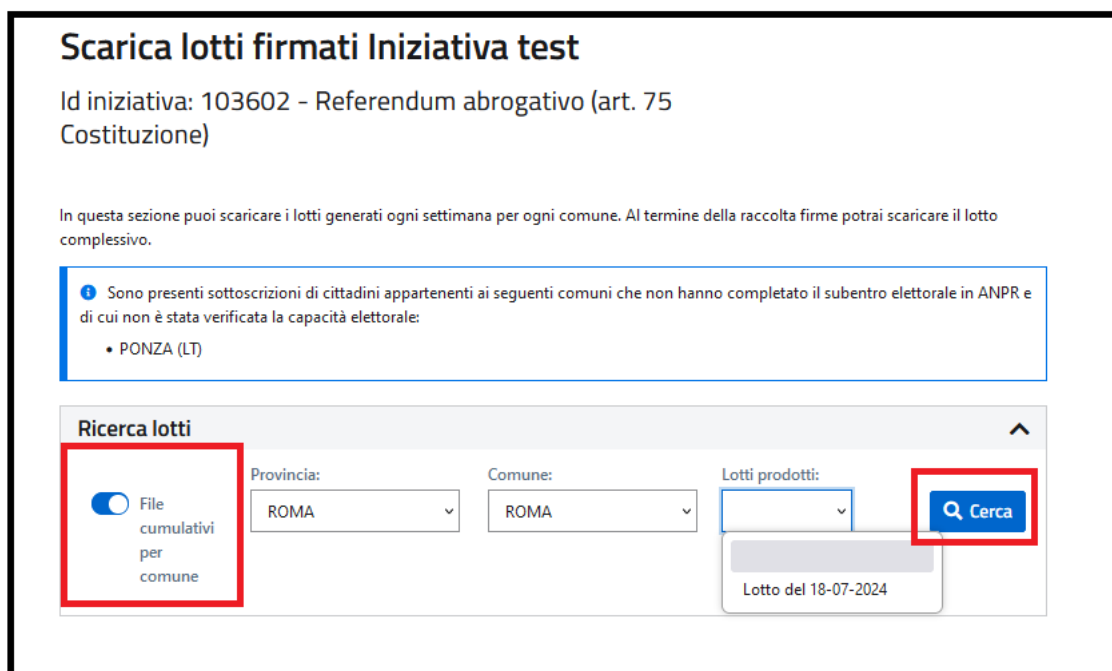 Scarica lotti firmati Iniziativa test
Id iniziativa: 103602 - Referendum abrogativo (art. 75
Costituzione)
In questa sezione puoi scaricare i lotti generati ogni settimana per ogni comune. Al termine della raccolta firme potrai scaricare il lotto
complessivo.
Sono presenti sottoscrizioni di cittadini appartenenti ai seguenti comuni che non hanno completato il subentro elettorale in ANPR e
di cui non è stata verificata la capacità elettorale:
• PONZA (LT)
Ricerca lotti
File
cumulativi
per
comune
Provincia:
ROMA
Comune:
ROMA
Lotti prodotti:
Lotto del 18-07-2024
Cerca